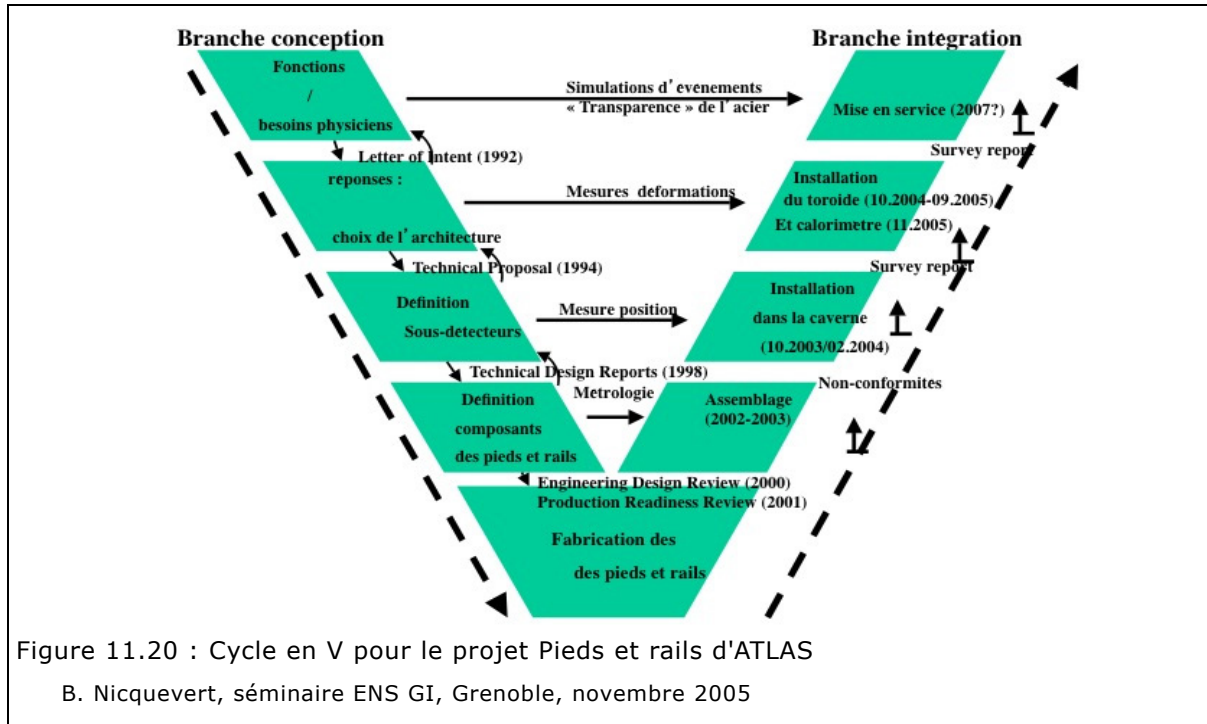 Branche conception
Branche intégration
Fonctions
/
besoins physiciens
Simulations d'evenements
« Transparence » de l'acier
Mise en service (2007?)
Survey report
Letter of Intent (1992)
reponses :
choix de l'architecture
Mesures deformations
Installation
du toroide (10.2004-09.2005)
Et calorimetre (11.2005)
Survey report
Technical Proposal (1994)
Definition
Sous-detecteurs
Mesure position
Installation
dans la caverne
(10.2003/02.2004)
Non-conformites
Technical Design Reports (1998)
Metrologie
Definition
composants
des pieds et rails
Assemblage
(2002-2003)
Engineering Design Review (2000)
Production Readiness Review (2001)
Fabrication des
des pieds et rails
Figure 11.20 : Cycle en V pour le projet Pieds et rails d'ATLAS
B. Nicquevert, séminaire ENS GI, Grenoble, novembre 2005